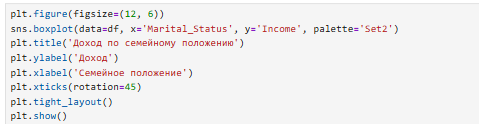 plt.figure(figsize=(12, 6))
sns.boxplot(data=df, x='Marital_Status', y='Income', palette='Set2')
plt.title('Доход по семейному положению')
plt.ylabel('Доход')
plt.xlabel('Семейное положение')
plt.xticks(rotation=45)
plt.tight_layout()
plt.show()